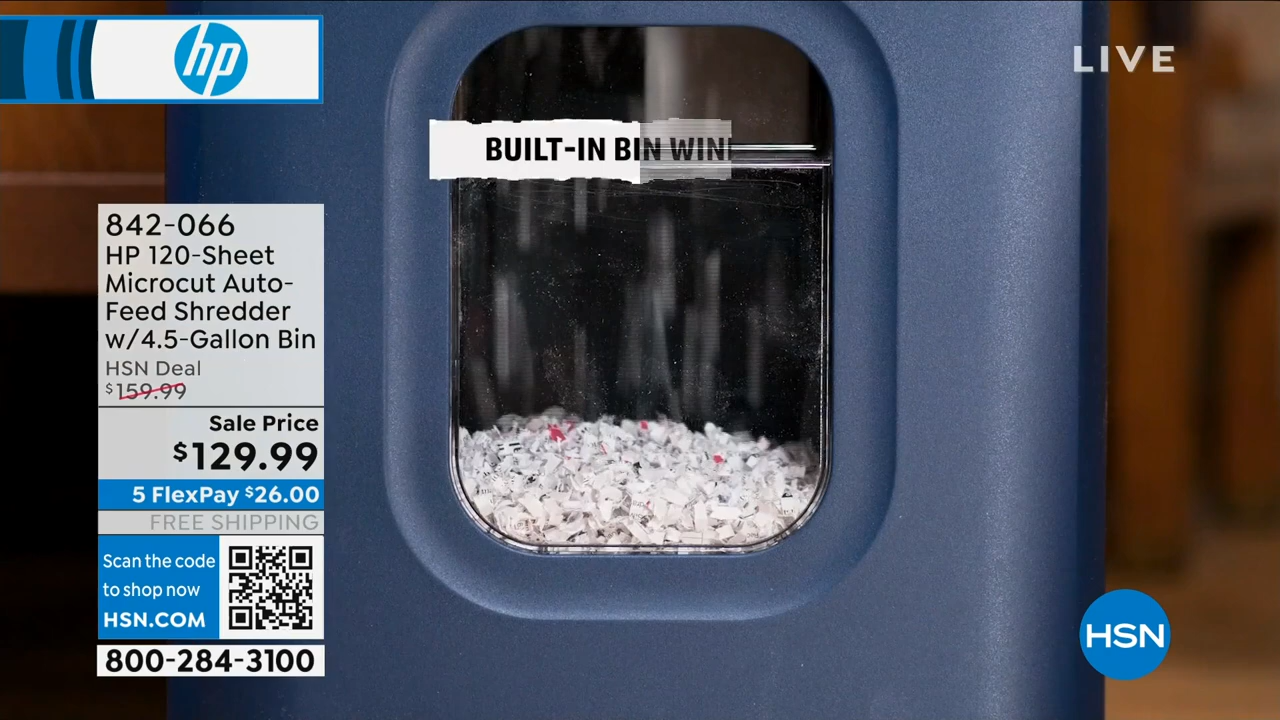 hp
LIVE
BUILT-IN BIN WIN
842-066
HP 120-Sheet
Microcut Auto-
Feed Shredder
w/4.5-Gallon Bin
HSN Deal
$159.99
Sale Price
$129.99
5 FlexPay $26.00
FREE SHIPPING
Scan the code
to shop now
HSN.COM
800-284-3100
HSN